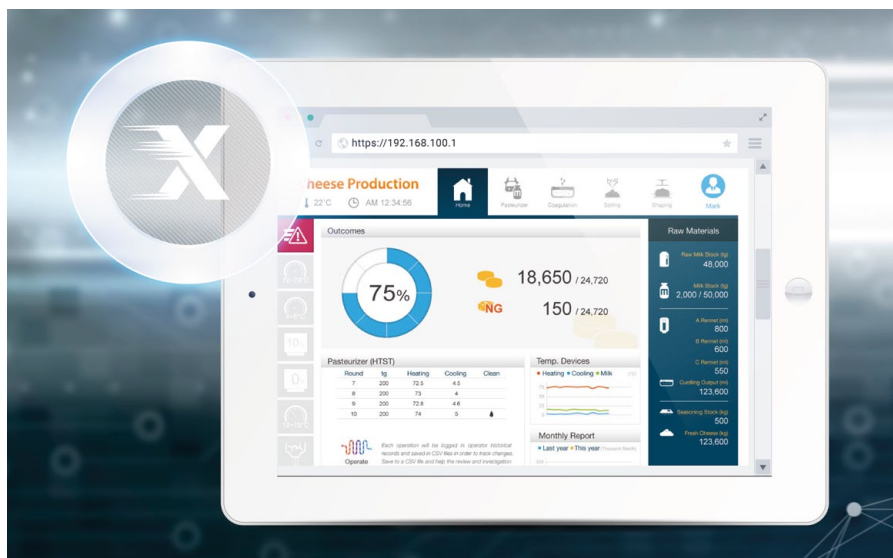 X
https://192.168.100.1
heese Production
22°C AM 12:34:56
Home
Pasteurizer
Coagulation
Salting
Shaping
Mark
Outcomes
75%
18,650 / 24,720
NG 150 / 24,720
Raw Materials
Raw Milk Stock (kg)
48,000
Milk Stock (kg)
2,000 / 50,000
A Rennet (ml)
800
B Rennet (ml)
600
C Rennet (ml)
550
Curdling Output (ml)
123,600
Seasoning Stock (kg)
500
Fresh Cheese (kg)
123,600
Pasteurizer (HTST)
Round kg Heating Cooling Clean
7 200 72.5 4.5
8 200 73 4
9 200 72.8 4.6
10 200 74 5
Operate
Each operation will be logged in operator historical
records and saved in CSV files in order to track changes.
Save to a CSV file and help the review and investigation
Temp. Devices
Heating Cooling Milk
75
50
25
0
Monthly Report
Last year This year